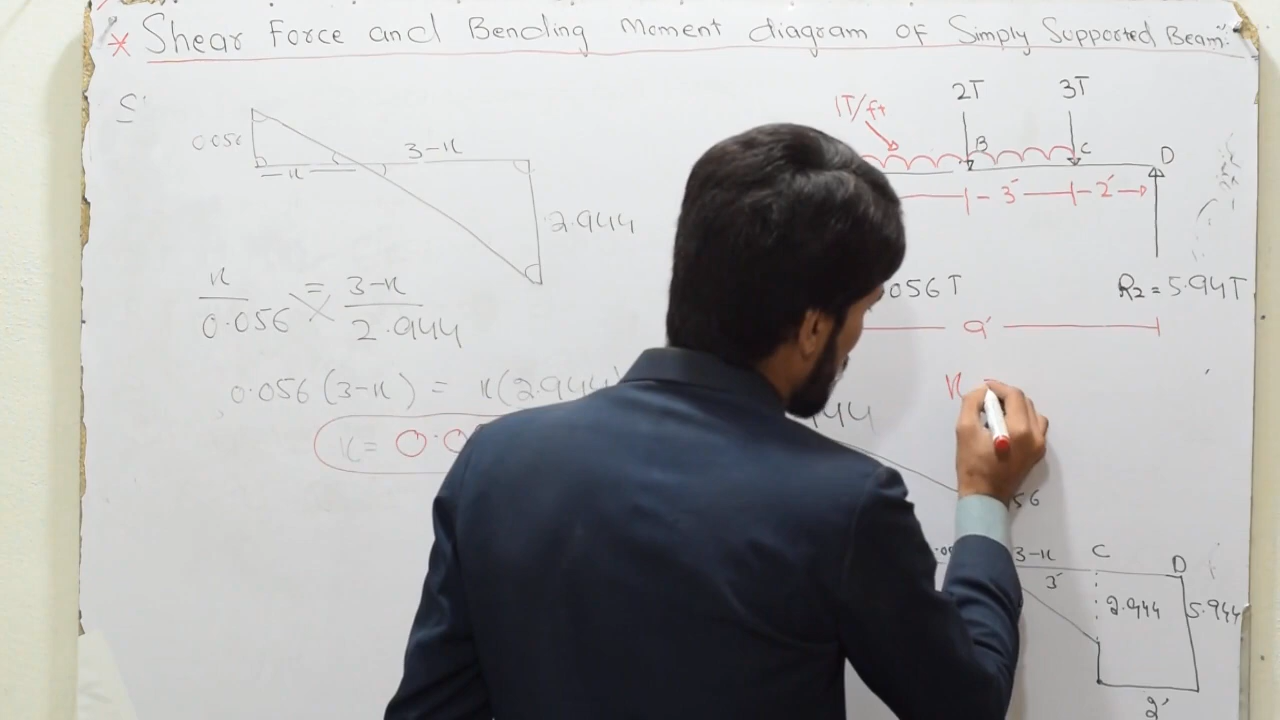 * Shear Force and Bending Moment diagram of Simply Supported Beam:
S
0.056
3-x
x
2.944
x/0.056 = 3-x/2.944
0.056(3-x) = x(2.944)
x = 0.0
1T/ft
2T
3T
B
C
D
3'
2'
056T
R2 = 5.94T
9'
x
944
56
3-x
C
D
3'
2.944
5.944
2'